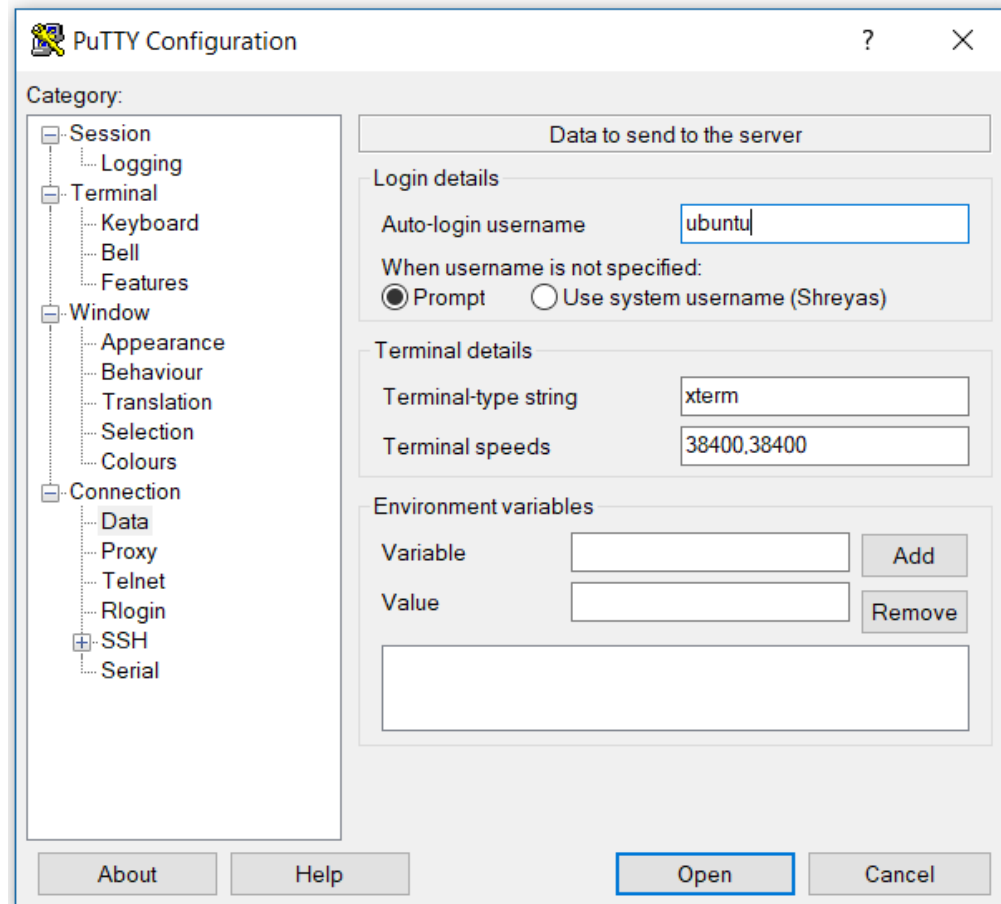 PuTTY Configuration
?
Category:
Session
Logging
Terminal
Keyboard
Bell
Features
Window
Appearance
Behaviour
Translation
Selection
Colours
Connection
Data
Proxy
Telnet
Rlogin
SSH
Serial
Data to send to the server
Login details
Auto-login username ubuntu
When username is not specified:
Prompt Use system username (Shreyas)
Terminal details
Terminal-type string xterm
Terminal speeds 38400,38400
Environment variables
Variable Add
Value Remove
About Help Open Cancel